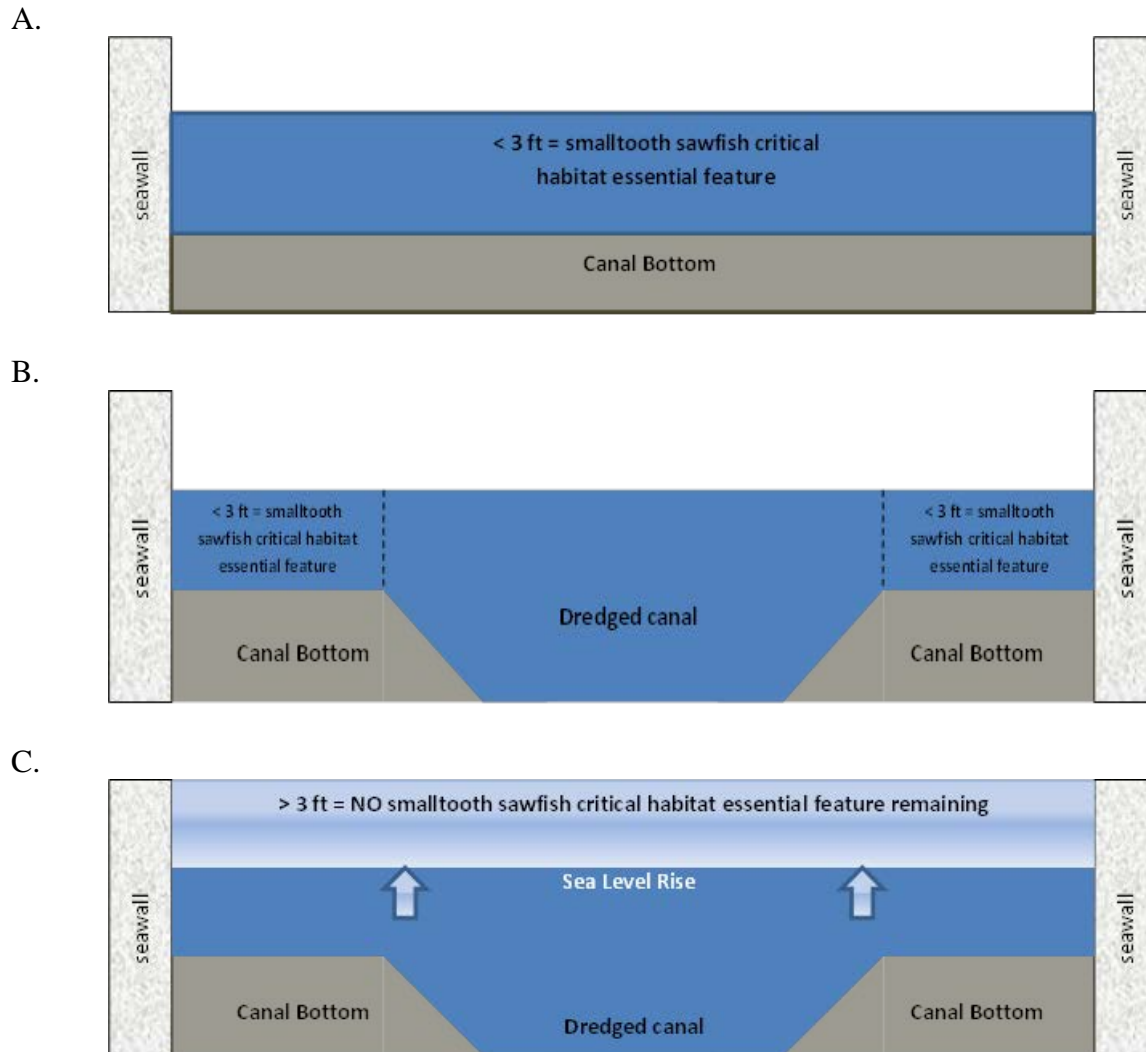 A.
seawall
< 3 ft = smalltooth sawfish critical
habitat essential feature
Canal Bottom
seawall
B.
seawall
< 3 ft = smalltooth
sawfish critical habitat
essential feature
Canal Bottom
Dredged canal
< 3 ft = smalltooth
sawfish critical habitat
essential feature
Canal Bottom
seawall
C.
seawall
> 3 ft = NO smalltooth sawfish critical habitat essential feature remaining
Sea Level Rise
Canal Bottom
Dredged canal
Canal Bottom
seawall